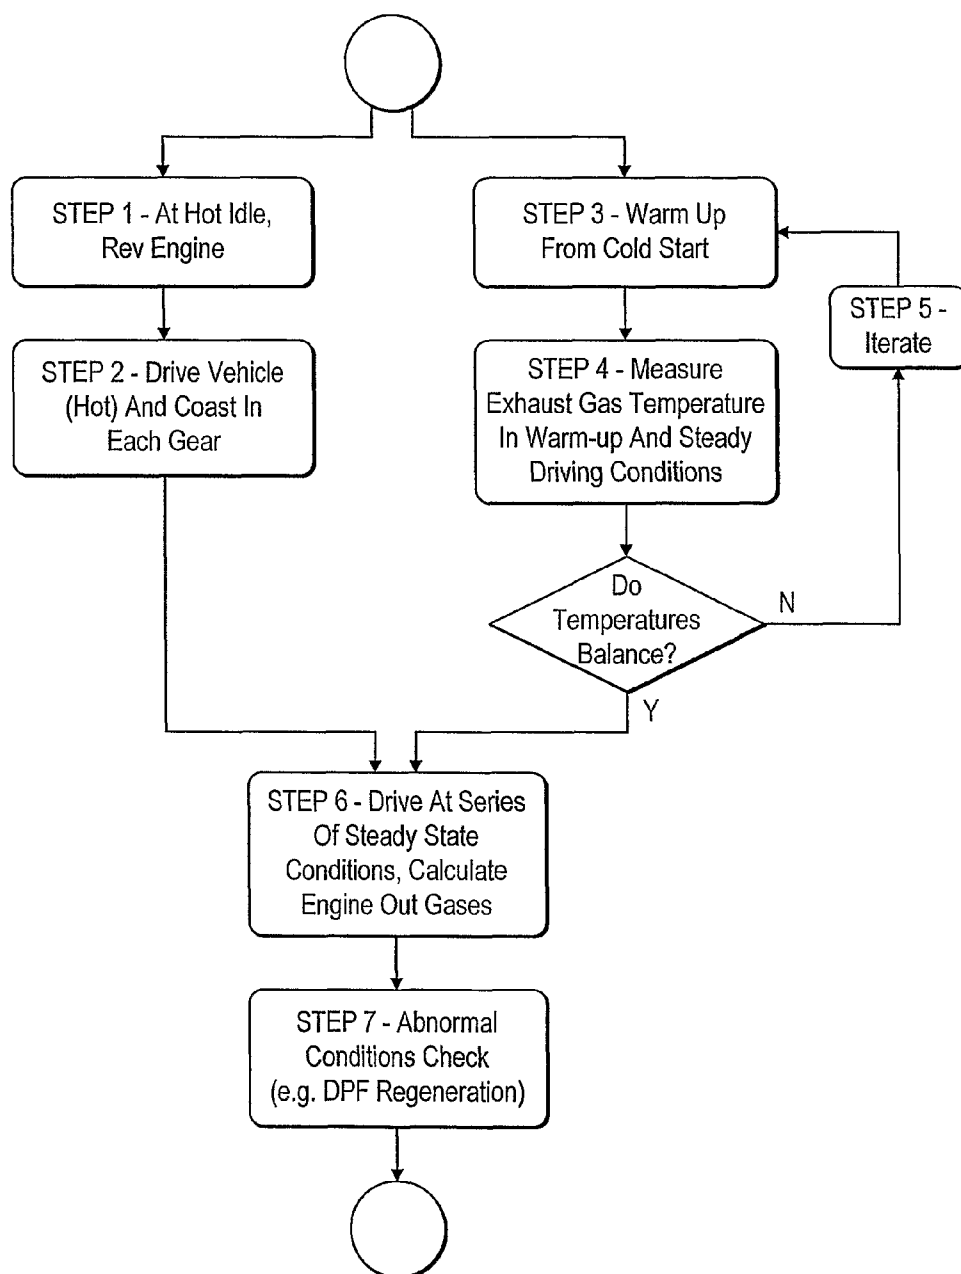 STEP 1 - At Hot Idle,
Rev Engine
STEP 2 - Drive Vehicle
(Hot) And Coast In
Each Gear
STEP 3 - Warm Up
From Cold Start
STEP 4 - Measure
Exhaust Gas Temperature
In Warm-up And Steady
Driving Conditions
STEP 5 -
Iterate
Do
Temperatures
Balance?
N
Y
STEP 6 - Drive At Series
Of Steady State
Conditions, Calculate
Engine Out Gases
STEP 7 - Abnormal
Conditions Check
(e.g. DPF Regeneration)